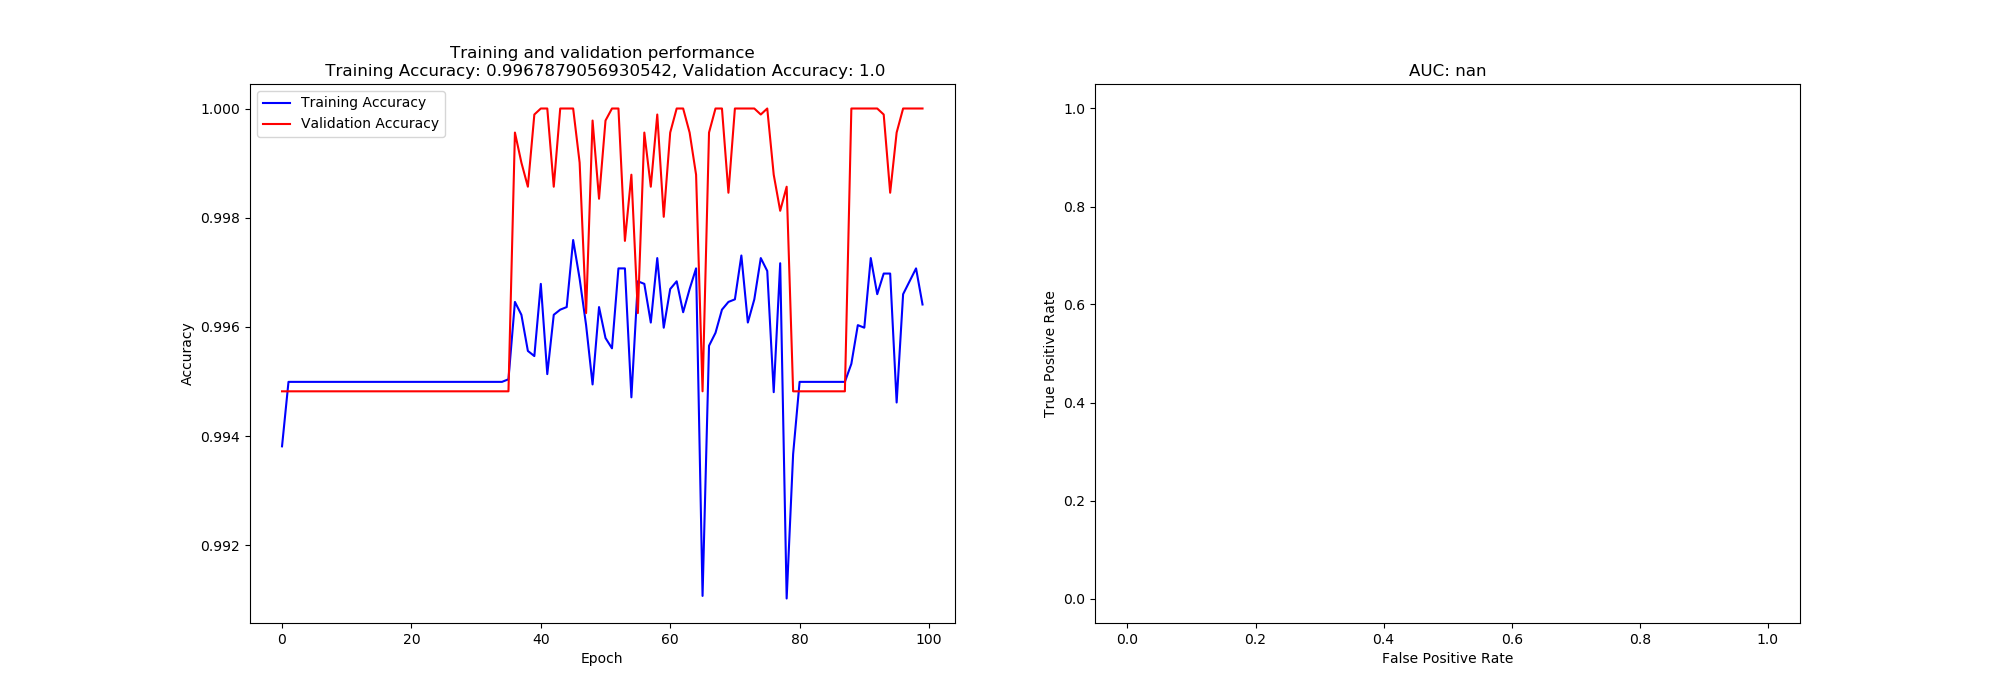 Training and validation performance
Training Accuracy: 0.9967879056930542, Validation Accuracy: 1.0
Training Accuracy
Validation Accuracy
1.000
0.998
0.996
0.994
0.992
Accuracy
0
20
40
60
80
100
Epoch
AUC: nan
1.0
0.8
0.6
0.4
0.2
0.0
True Positive Rate
0.0
0.2
0.4
0.6
0.8
1.0
False Positive Rate